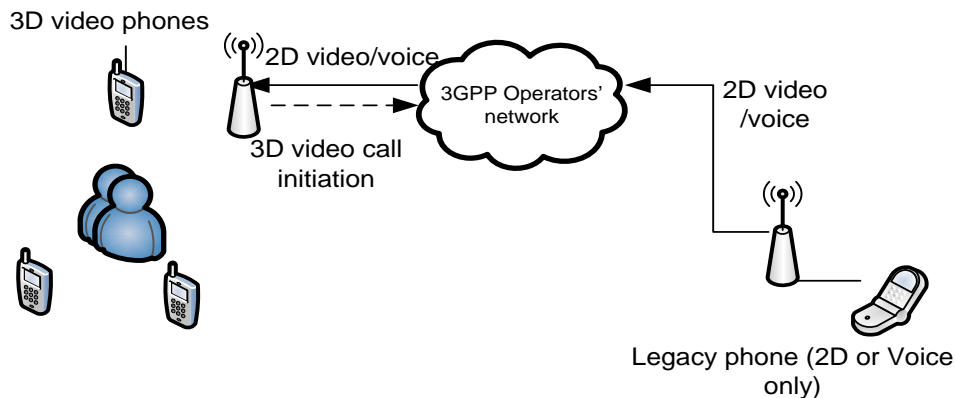 3D video phones
2D video/voice
3GPP Operators'
network
2D video
/voice
3D video call
initiation
Legacy phone (2D or Voice
only)